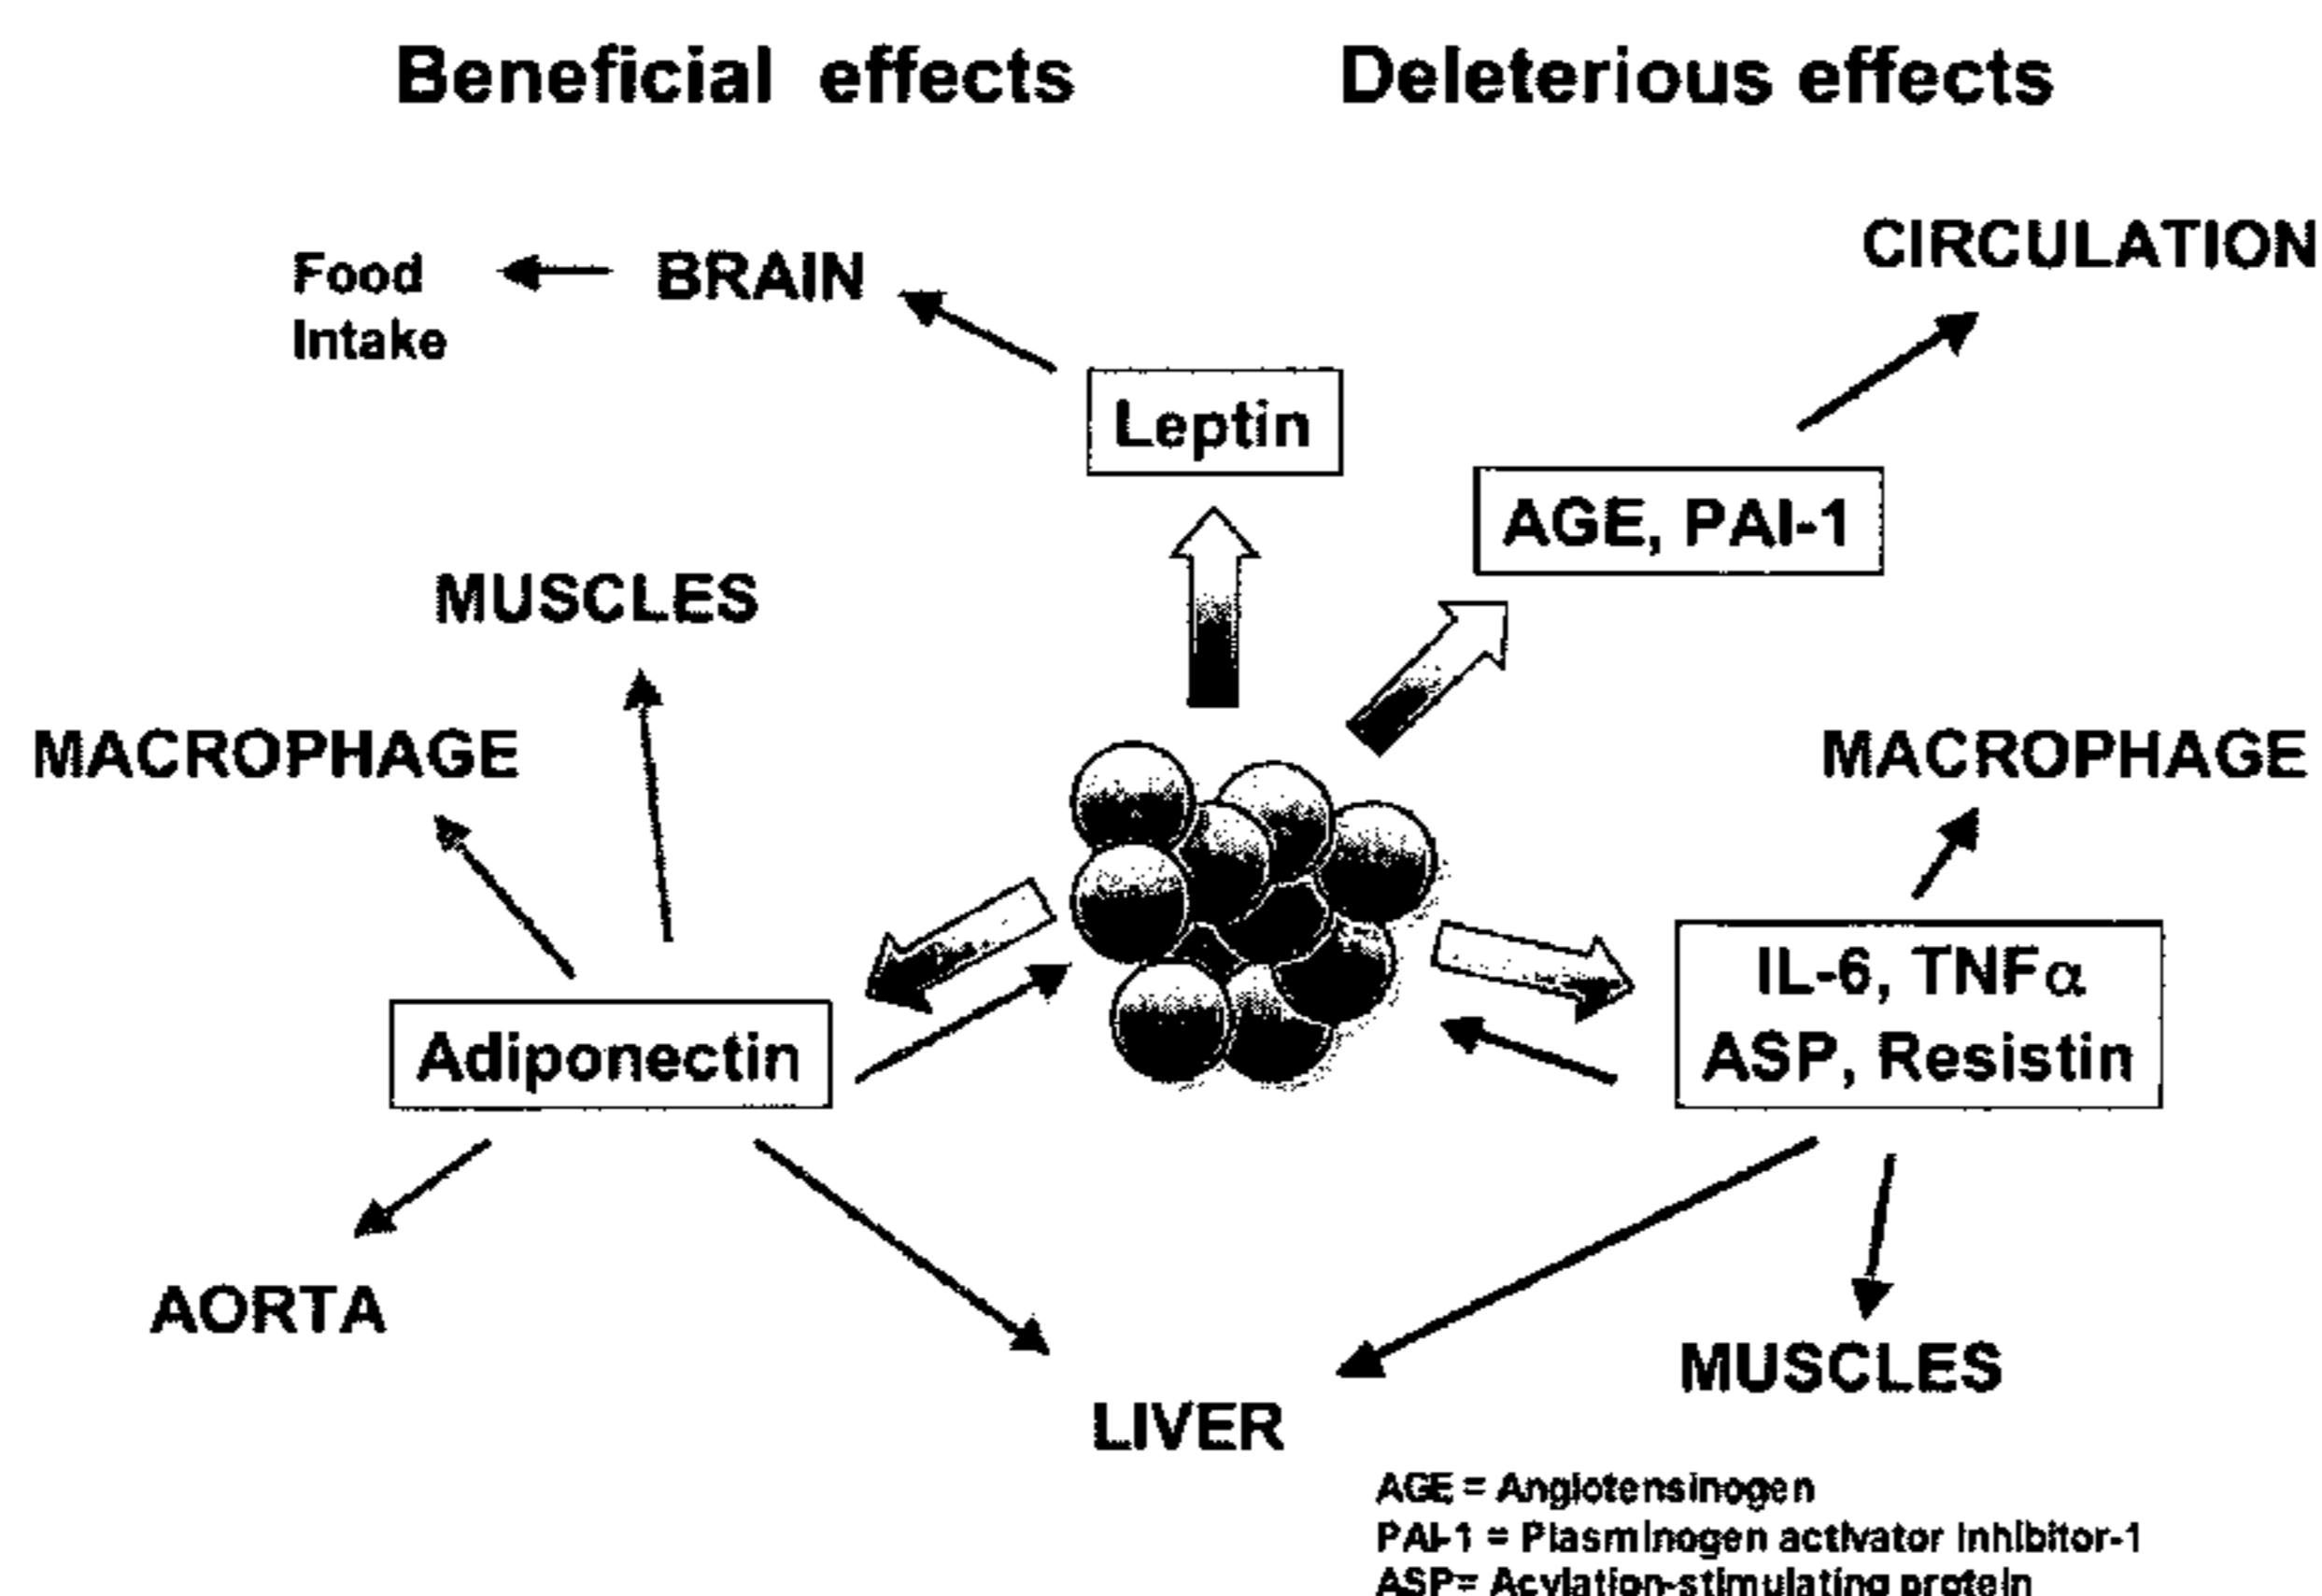 Beneficial effects
Deleterious effects
CIRCULATION
Food
Intake
BRAIN
Leptin
AGE, PAI-1
MUSCLES
MACROPHAGE
MACROPHAGE
IL-6, TNFα
ASP, Resistin
Adiponectin
AORTA
MUSCLES
LIVER
AGE = Angiotensinogen
PAI-1 = Plasminogen activator inhibitor-1
ASP= Acylation-stimulating protein